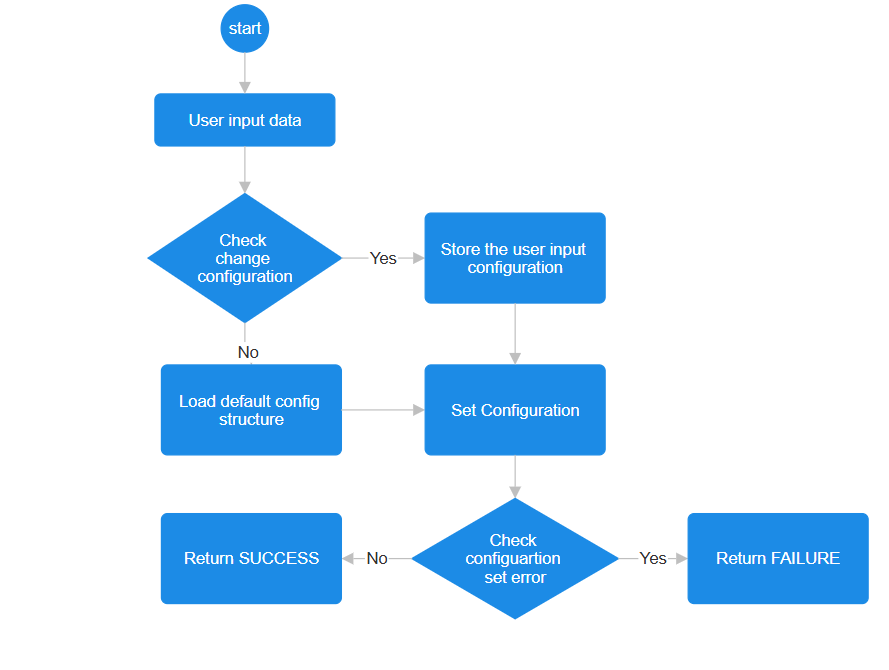 start
User input data
Check
change
configuration
Yes
Store the user input
configuration
No
Load default config
structure
Set Configuration
Return SUCCESS
No
Check
configuartion
set error
Yes
Return FAILURE